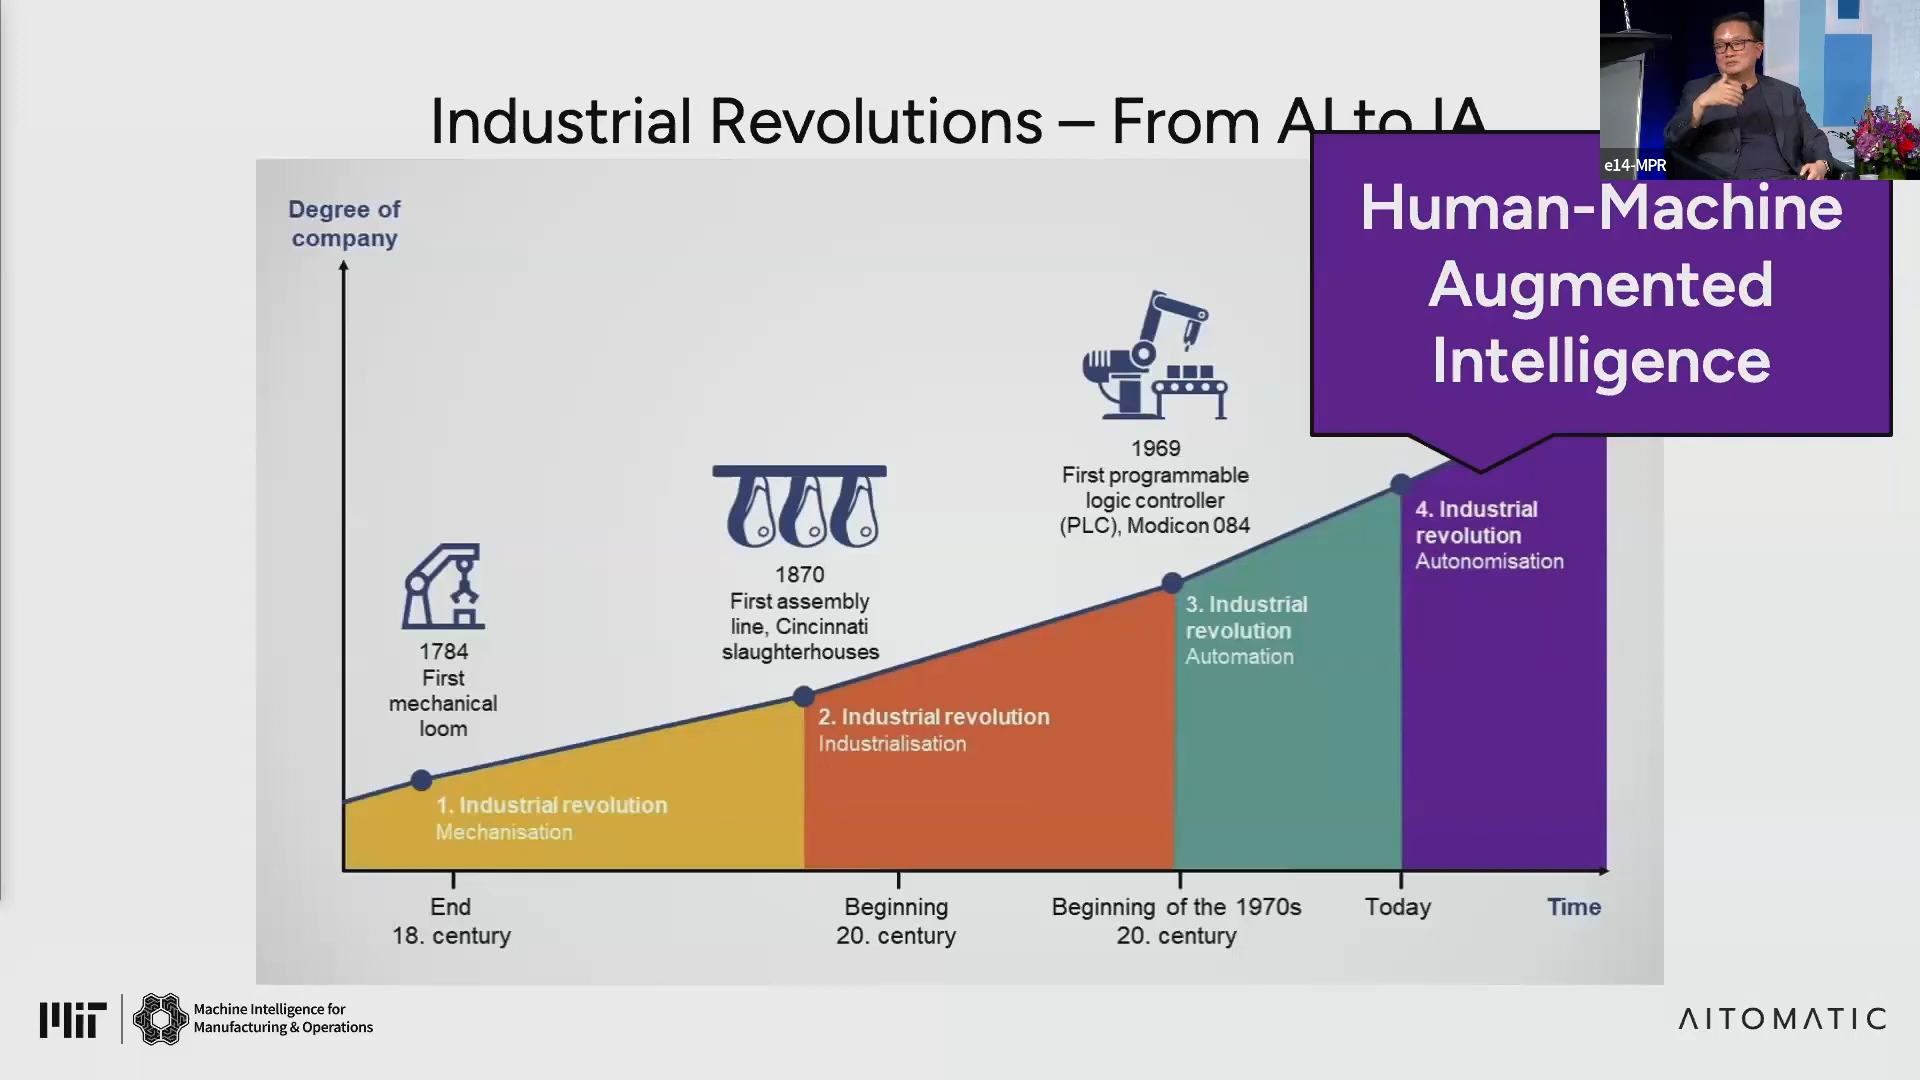 Industrial Revolutions – From AI to IA
e14-MPR
Human-Machine
Augmented
Intelligence
Degree of
company
1969
First programmable
logic controller
(PLC), Modicon 084
1870
First assembly
line, Cincinnati
slaughterhouses
1784
First
mechanical
loom
4. Industrial
revolution
Autonomisation
3. Industrial
revolution
Automation
2. Industrial revolution
Industrialisation
1. Industrial revolution
Mechanisation
End
18. century
Beginning
20. century
Beginning of the 1970s
20. century
Today
Time
MIT
Machine Intelligence for
Manufacturing & Operations
AITOMATIC